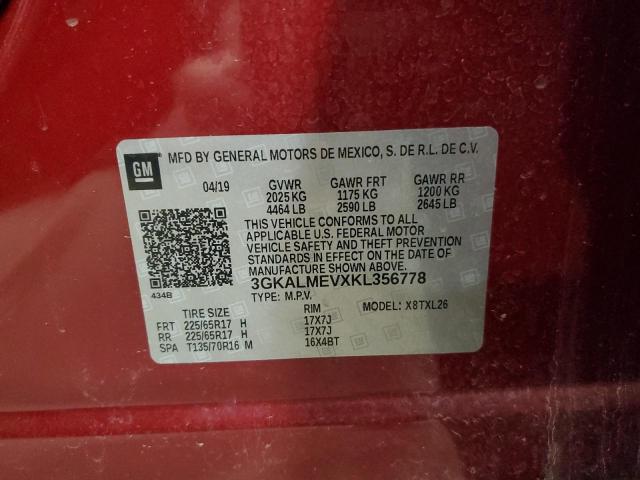 GM
MFD BY GENERAL MOTORS DE MEXICO, S. DE R.L. DE C.V.
04/19 GVWR GAWR FRT GAWR RR
2025 KG 1175 KG 1200 KG
4464 LB 2590 LB 2645 LB
THIS VEHICLE CONFORMS TO ALL
APPLICABLE U.S. FEDERAL MOTOR
VEHICLE SAFETY AND THEFT PREVENTION
STANDARDS IN EFFECT ON THE DATE OF
MANUFACTURE SHOWN ABOVE.
3GKALMEVXKL356778
434B
TYPE: M.P.V. MODEL: X8TXL26
TIRE SIZE RIM
FRT 225/65R17 H 17X7J
RR 225/65R17 H 17X7J
SPA T135/70R16 M 16X4BT